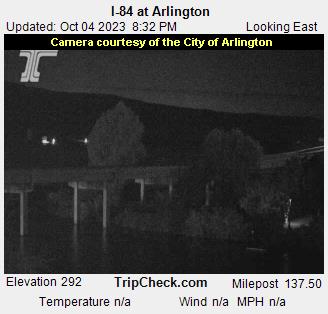 I-84 at Arlington
Updated: Oct 04 2023 8:32 PM Looking East
Camera courtesy of the City of Arlington
Elevation 292 TripCheck.com Milepost 137.50
Temperature n/a Wind n/a MPH n/a